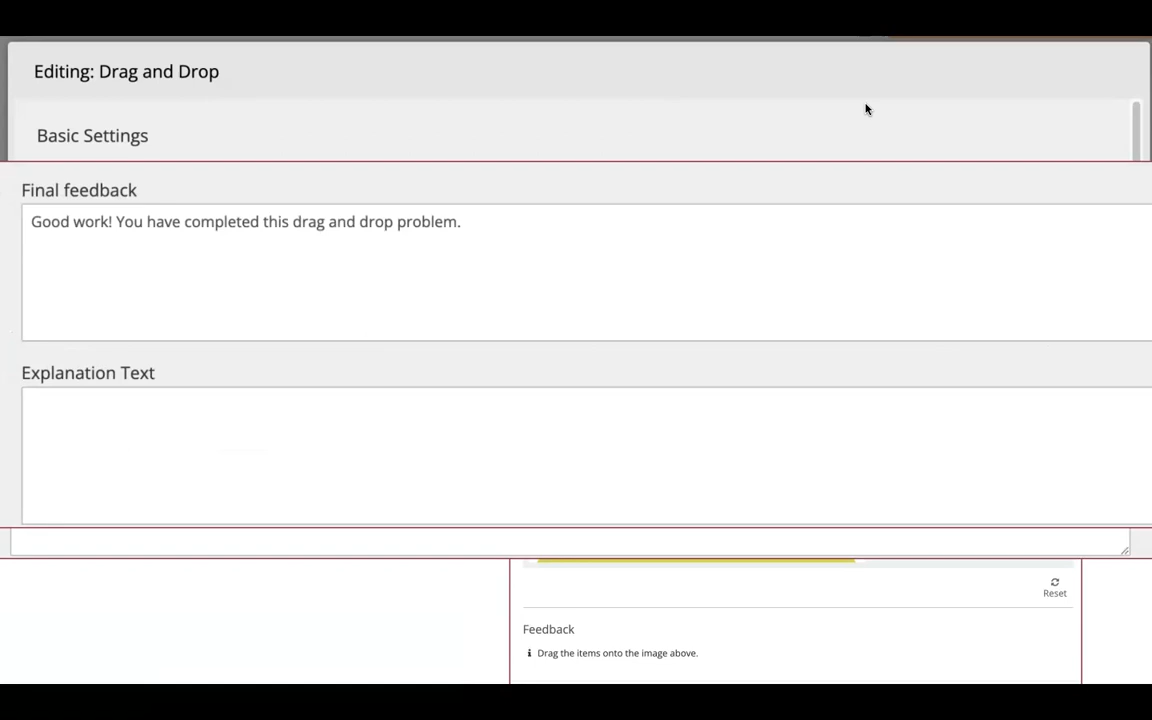 Editing: Drag and Drop
Basic Settings
Final feedback
Good work! You have completed this drag and drop problem.
Explanation Text
Reset
Feedback
Drag the items onto the image above.